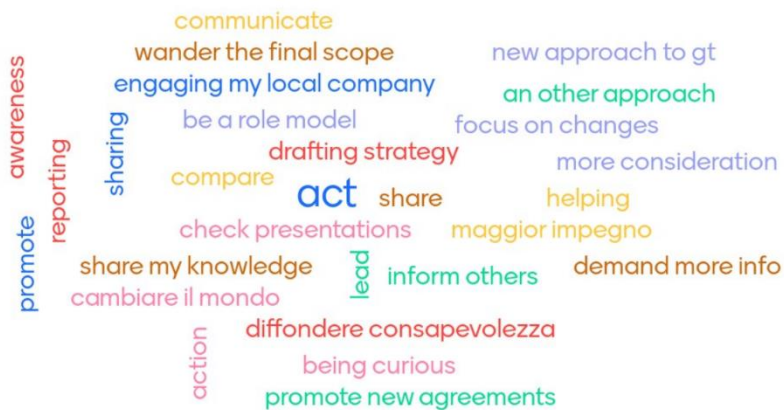 communicate
wander the final scope
new approach to gt
awareness
engaging my local company
an other approach
sharing
be a role model
focus on changes
reporting
drafting strategy
more consideration
compare
act
share
helping
promote
check presentations
maggior impegno
share my knowledge
lead
inform others
demand more info
cambiare il mondo
diffondere consapevolezza
action
being curious
promote new agreements